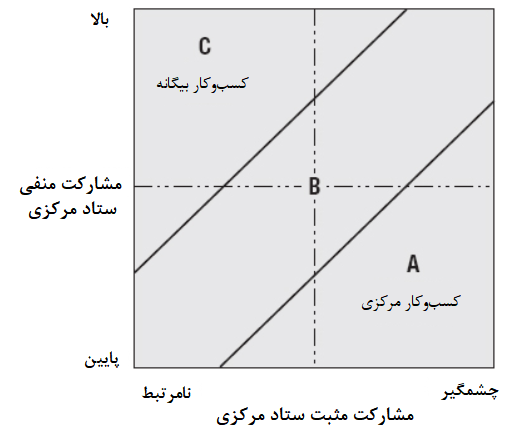 بالا
C
کسب‌وکار بیگانه
مشارکت منفی
ستاد مرکزی
B
A
کسب‌وکار مرکزی
پایین
نامرتبط
چشمگیر
مشارکت مثبت ستاد مرکزی